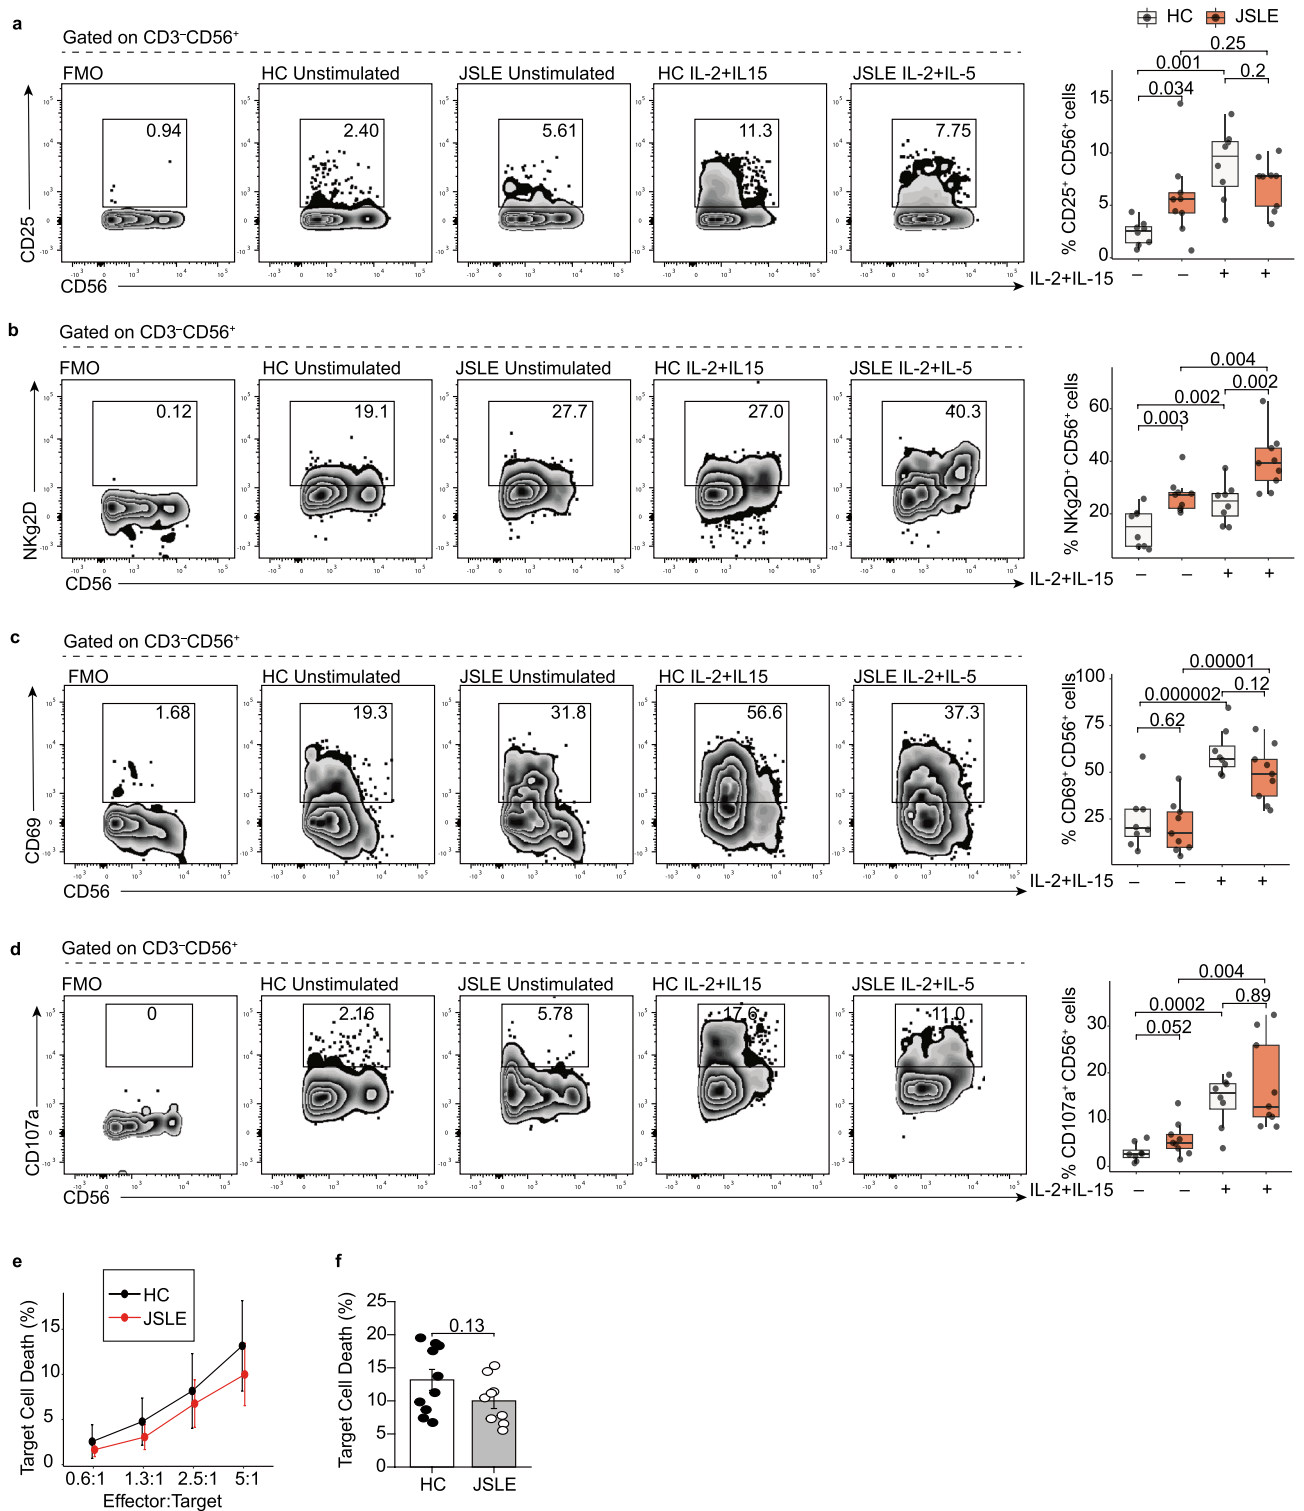 a
HC JSLE
Gated on CD3–CD56+
FMO HC Unstimulated JSLE Unstimulated HC IL-2+IL15 JSLE IL-2+IL-5
0.94 2.40 5.61 11.3 7.75
CD25
CD56
0.25
0.001 0.2
0.034
% CD25+ CD56+ cells
15
10
5
0
IL-2+IL-15 – – + +
b
Gated on CD3–CD56+
FMO HC Unstimulated JSLE Unstimulated HC IL-2+IL15 JSLE IL-2+IL-5
0.12 19.1 27.7 27.0 40.3
NKg2D
CD56
0.004
0.002 0.002
0.003
% NKg2D+ CD56+ cells
60
40
20
IL-2+IL-15 – – + +
c
Gated on CD3–CD56+
FMO HC Unstimulated JSLE Unstimulated HC IL-2+IL15 JSLE IL-2+IL-5
1.68 19.3 31.8 56.6 37.3
CD69
CD56
0.00001
0.000002 0.12
0.62
% CD69+ CD56+ cells
100
75
50
25
IL-2+IL-15 – – + +
d
Gated on CD3–CD56+
FMO HC Unstimulated JSLE Unstimulated HC IL-2+IL15 JSLE IL-2+IL-5
0 2.16 5.78 17.6 11.0
CD107a
CD56
0.004
0.0002 0.89
0.052
% CD107a+ CD56+ cells
30
20
10
0
IL-2+IL-15 – – + +
e
HC
JSLE
Target Cell Death (%)
15
10
5
0
0.6:1 1.3:1 2.5:1 5:1
Effector:Target
f
Target Cell Death (%)
25
20
15
10
5
0
0.13
HC JSLE